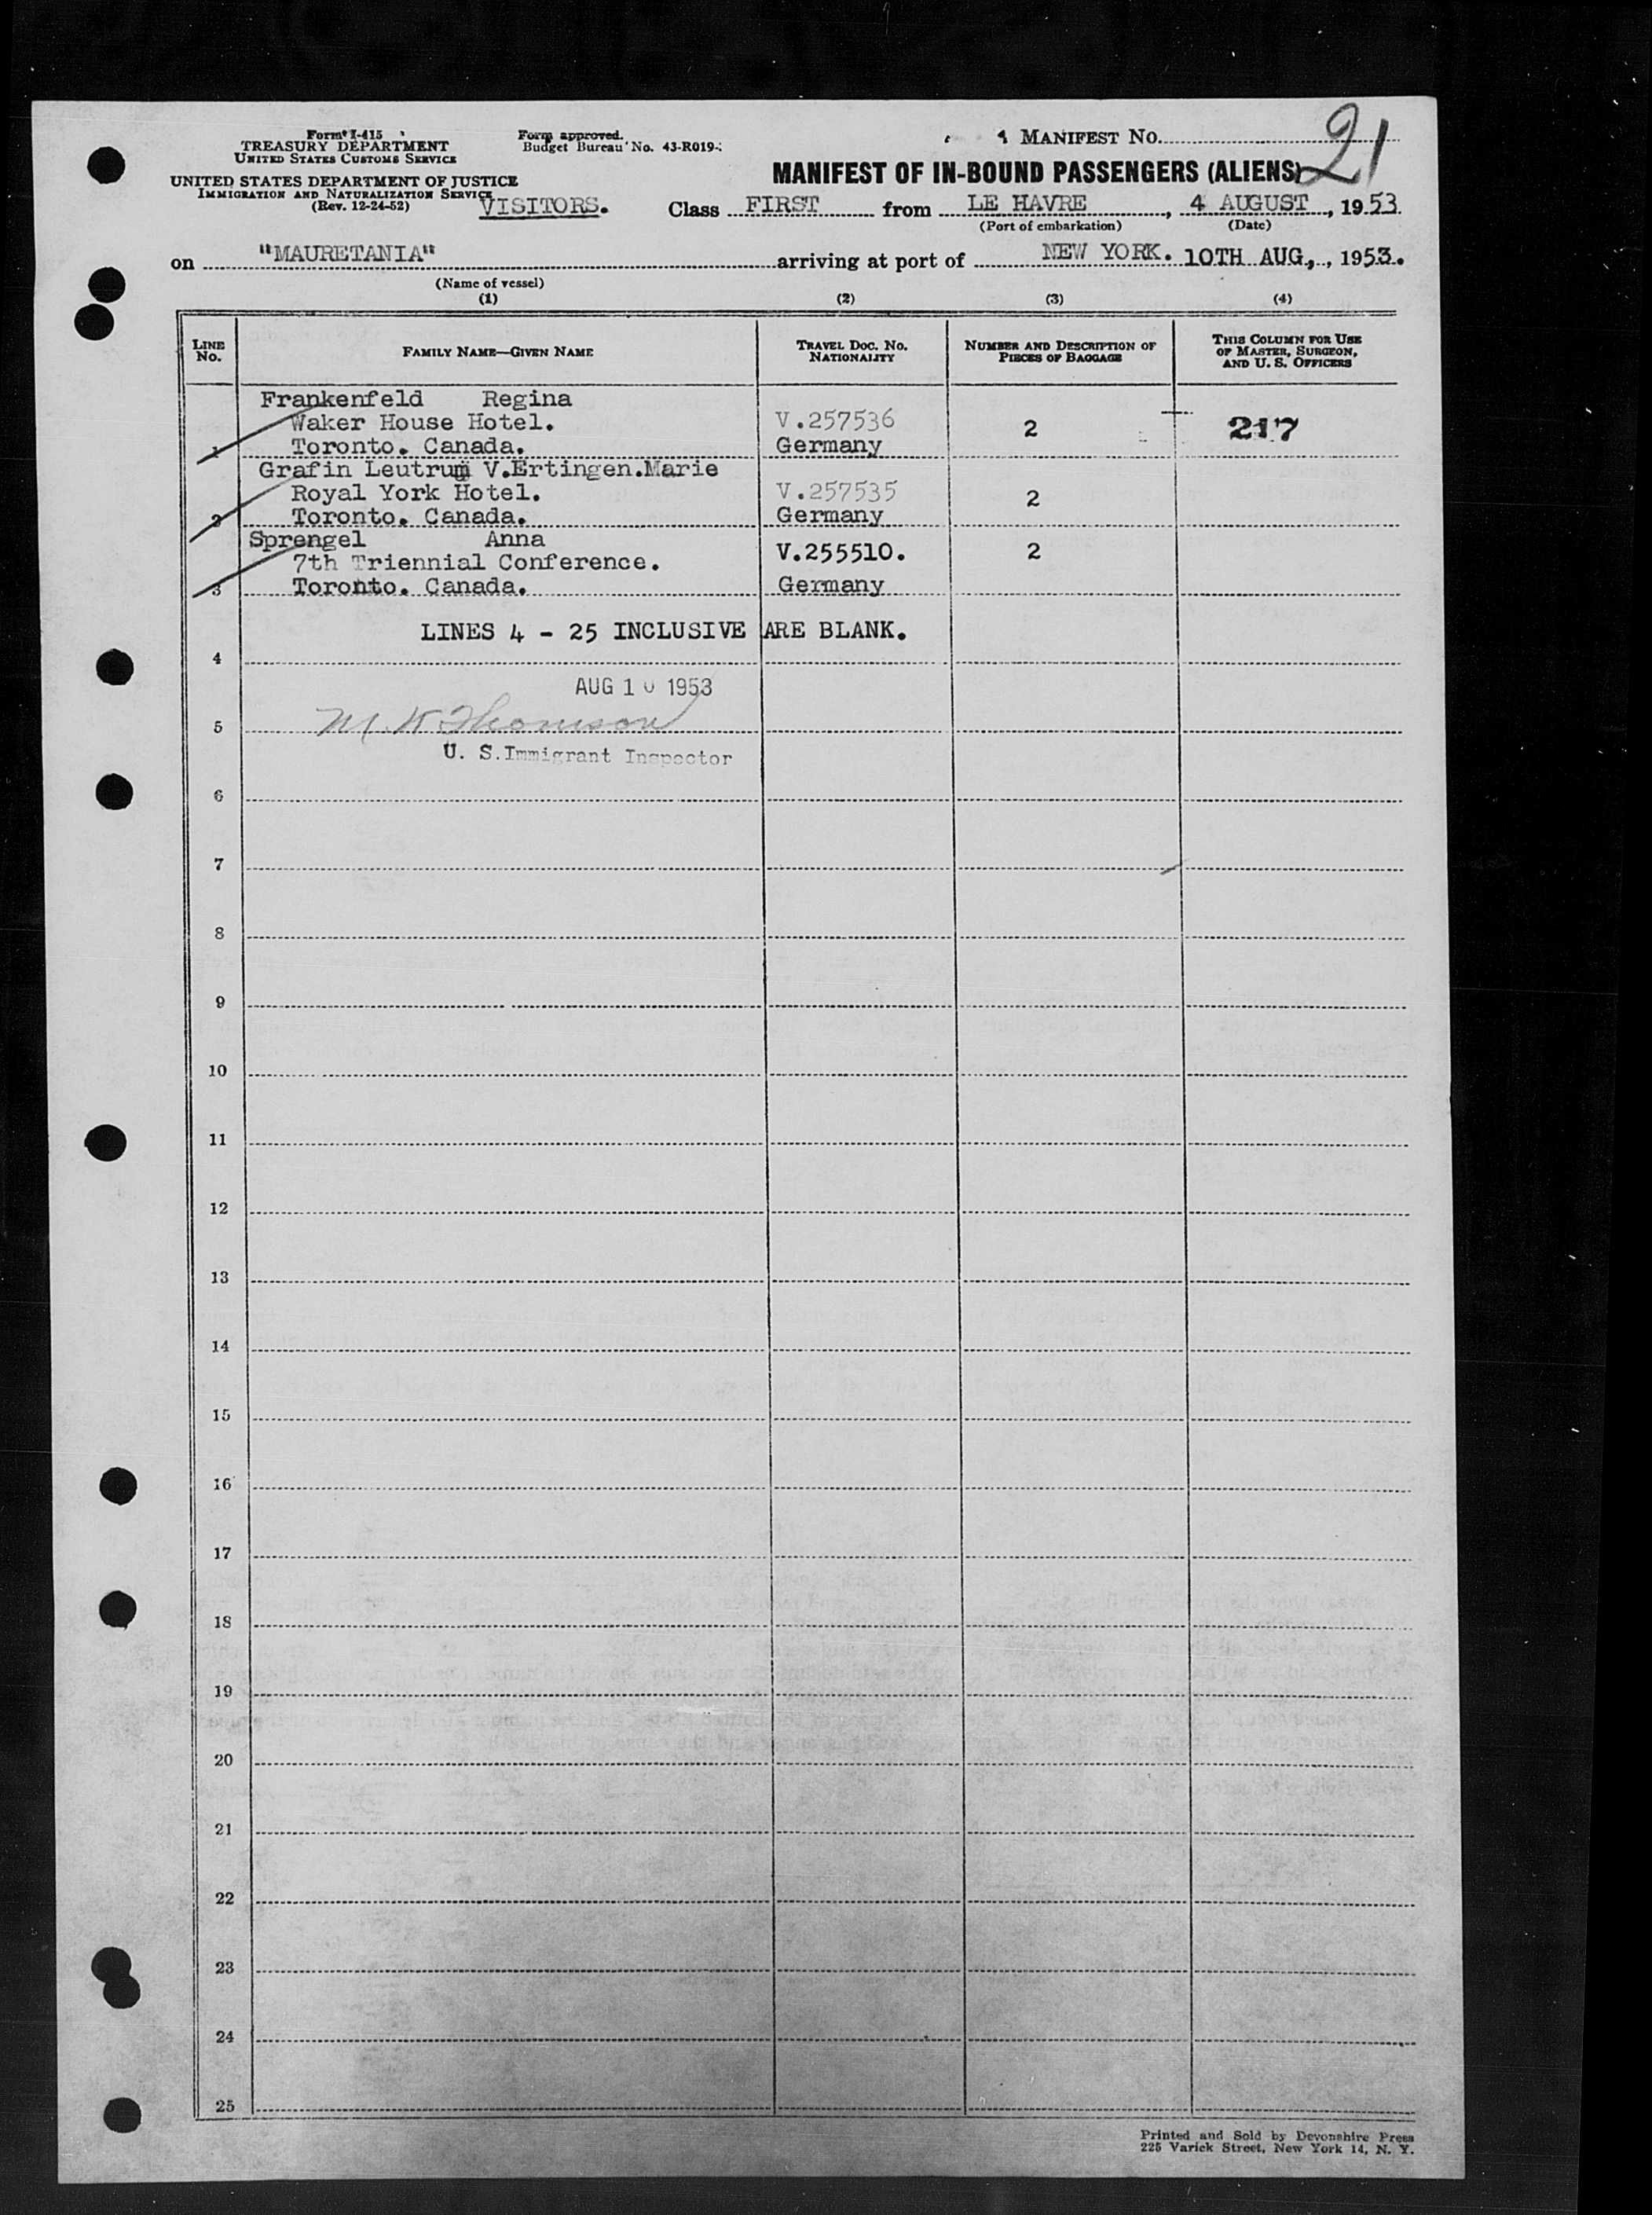 Form I-415
TREASURY DEPARTMENT
UNITED STATES CUSTOMS SERVICE
UNITED STATES DEPARTMENT OF JUSTICE
IMMIGRATION AND NATURALIZATION SERVICE
(Rev. 12-24-52)
Form approved.
Budget Bureau No. 43-R019-
MANIFEST NO. 21
MANIFEST OF IN-BOUND PASSENGERS (ALIENS)
VISITORS. Class FIRST from LE HAVRE, 4 AUGUST, 1953
(Port of embarkation) (Date)
on "MAURETANIA" arriving at port of NEW YORK. 10TH AUG., 1953.
(Name of vessel)
(1) (2) (3) (4)
LINE No. FAMILY NAME—GIVEN NAME TRAVEL DOC. NO. NATIONALITY NUMBER AND DESCRIPTION OF PIECES OF BAGGAGE THIS COLUMN FOR USE OF MASTER, SURGEON, AND U. S. OFFICERS
Frankenfeld Regina
Waker House Hotel. V.257536 2 217
1 Toronto. Canada. Germany
Grafin Leutrum V.Ertingen.Marie
Royal York Hotel. V.257535 2
2 Toronto. Canada. Germany
Sprengel Anna
7th Triennial Conference. V.255510. 2
3 Toronto. Canada. Germany
LINES 4 - 25 INCLUSIVE ARE BLANK.
4
AUG 10 1953
5 M. W. Thomson
U. S. Immigrant Inspector
6
7
8
9
10
11
12
13
14
15
16
17
18
19
20
21
22
23
24
25
Printed and Sold by Devonshire Press
225 Varick Street, New York 14, N. Y.